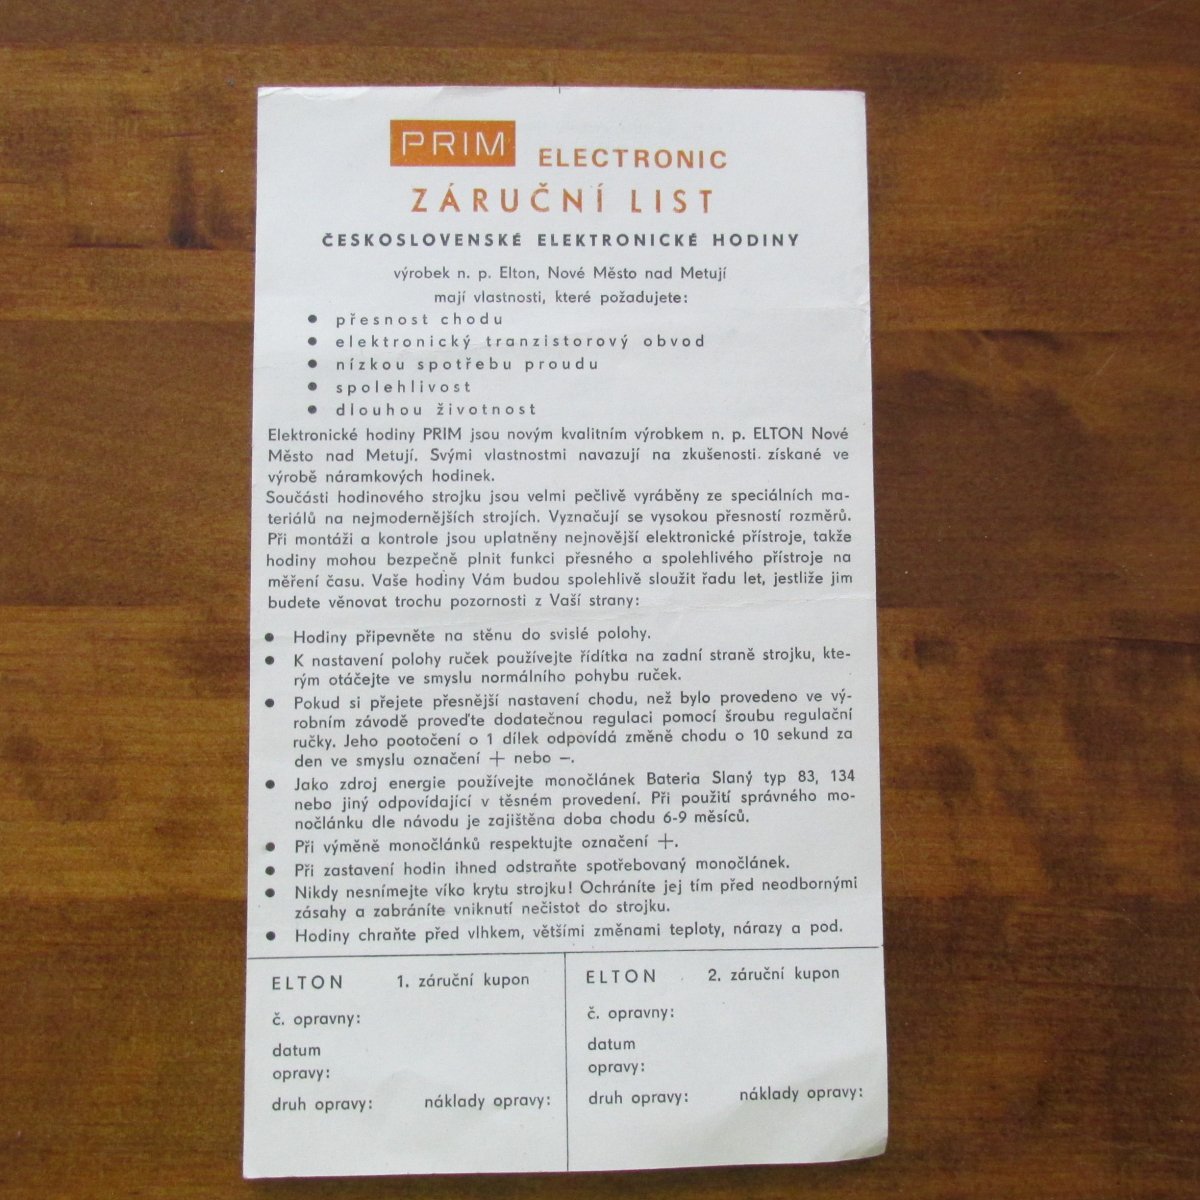 PRIM ELECTRONIC
ZÁRUČNÍ LIST
ČESKOSLOVENSKÉ ELEKTRONICKÉ HODINY
výrobek n. p. Elton, Nové Město nad Metují
mají vlastnosti, které požadujete:
● přesnost chodu
● elektronický tranzistorový obvod
● nízkou spotřebu proudu
● spolehlivost
● dlouhou životnost
Elektronické hodiny PRIM jsou novým kvalitním výrobkem n. p. ELTON Nové
Město nad Metují. Svými vlastnostmi navazují na zkušenosti. získané ve
výrobě náramkových hodinek.
Součásti hodinového strojku jsou velmi pečlivě vyráběny ze speciálních ma-
teriálů na nejmodernějších strojích. Vyznačují se vysokou přesností rozměrů.
Při montáži a kontrole jsou uplatněny nejnovější elektronické přístroje, takže
hodiny mohou bezpečně plnit funkci přesného a spolehlivého přístroje na
měření času. Vaše hodiny Vám budou spolehlivě sloužit řadu let, jestliže jim
budete věnovat trochu pozornosti z Vaší strany:
● Hodiny připevněte na stěnu do svislé polohy.
● K nastavení polohy ruček používejte řídítka na zadní straně strojku, kte-
rým otáčejte ve smyslu normálního pohybu ruček.
● Pokud si přejete přesnější nastavení chodu, než bylo provedeno ve vý-
robním závodě proveďte dodatečnou regulaci pomocí šroubu regulační
ručky. Jeho pootočení o 1 dílek odpovídá změně chodu o 10 sekund za
den ve smyslu označení + nebo –.
● Jako zdroj energie používejte monočlánek Bateria Slaný typ 83, 134
nebo jiný odpovídající v těsném provedení. Při použití správného mo-
nočlánku dle návodu je zajištěna doba chodu 6-9 měsíců.
● Při výměně monočlánků respektujte označení +.
● Při zastavení hodin ihned odstraňte spotřebovaný monočlánek.
● Nikdy nesnímejte víko krytu strojku! Ochráníte jej tím před neodbornými
zásahy a zabráníte vniknutí nečistot do strojku.
● Hodiny chraňte před vlhkem, většími změnami teploty, nárazy a pod.
ELTON 1. záruční kupon
č. opravny:
datum
opravy:
druh opravy: náklady opravy:
ELTON 2. záruční kupon
č. opravny:
datum
opravy:
druh opravy: náklady opravy: